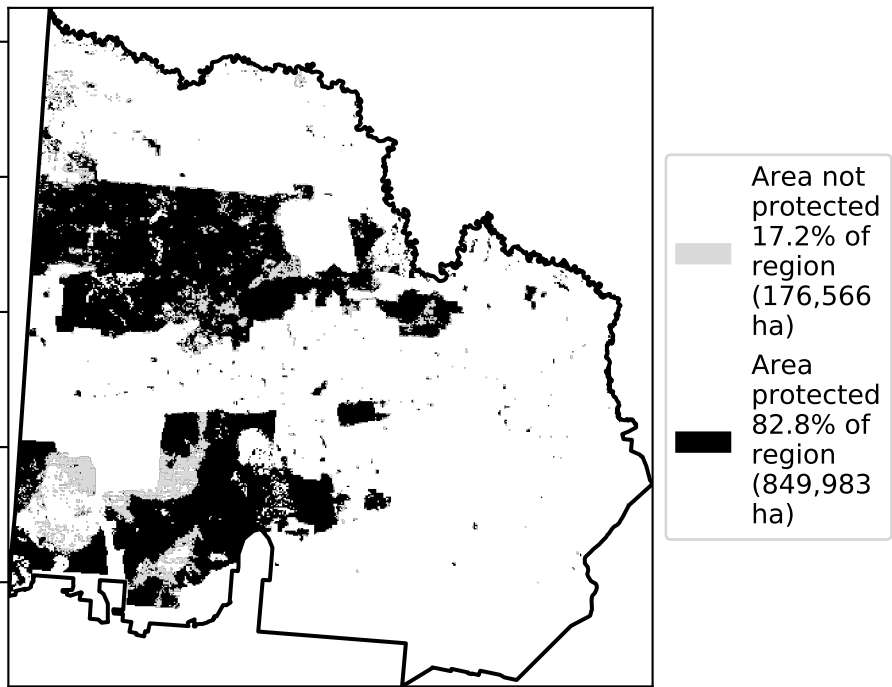 Area not
protected
17.2% of
region
(176,566
ha)
Area
protected
82.8% of
region
(849,983
ha)